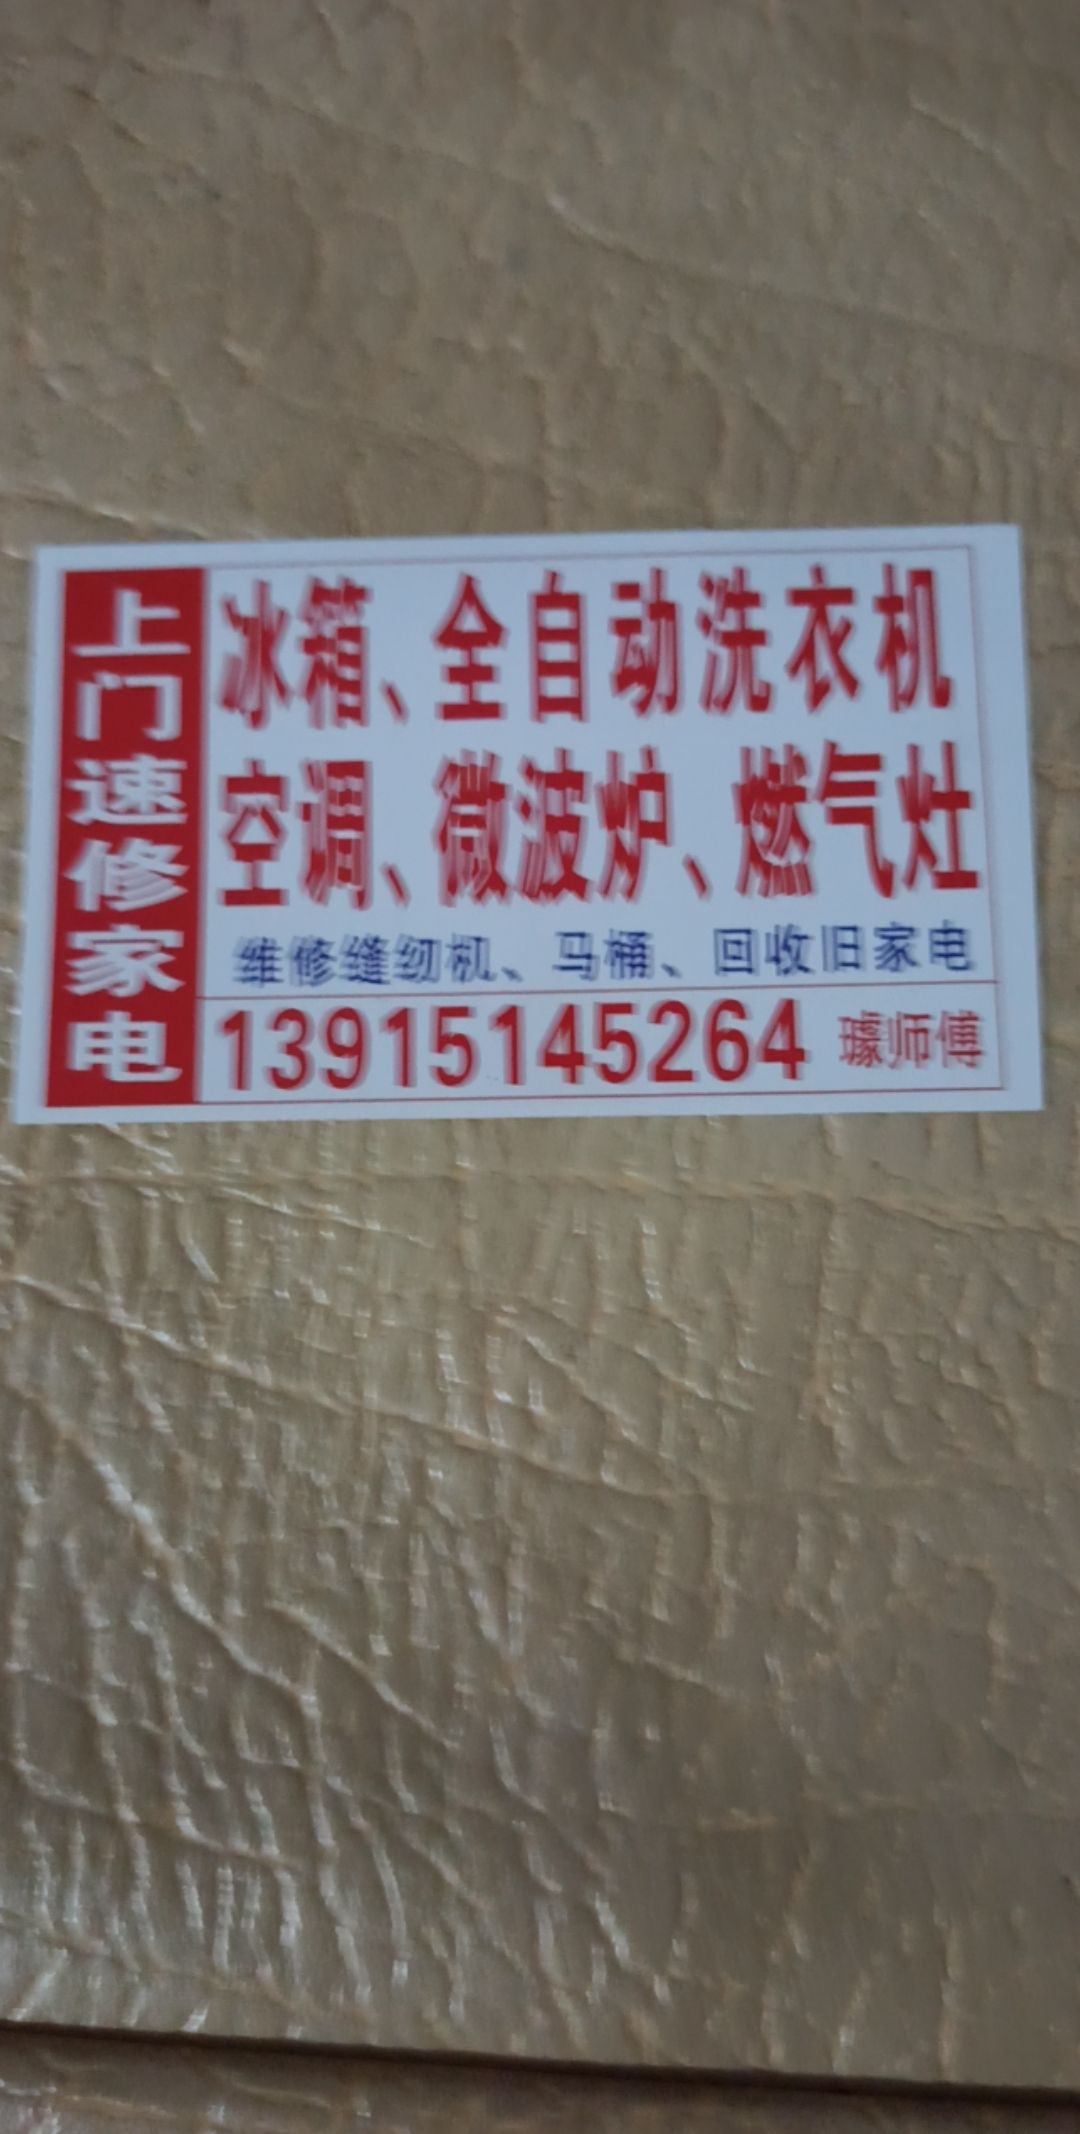 上门速修家电
冰箱、全自动洗衣机
空调、微波炉、燃气灶
维修缝纫机、马桶、回收旧家电
13915145264 璩师傅